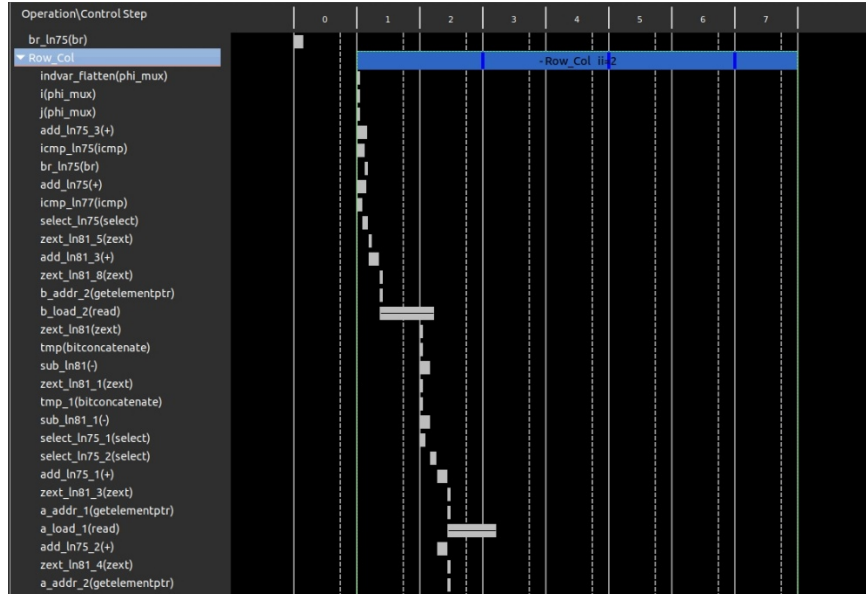 Operation\Control Step 0 1 2 3 4 5 6 7
br_ln75(br)
Row_Col -Row_Col ii=2
indvar_flatten(phi_mux)
i(phi_mux)
j(phi_mux)
add_ln75_3(+)
icmp_ln75(icmp)
br_ln75(br)
add_ln75(+)
icmp_ln77(icmp)
select_ln75(select)
zext_ln81_5(zext)
add_ln81_3(+)
zext_ln81_8(zext)
b_addr_2(getelementptr)
b_load_2(read)
zext_ln81(zext)
tmp(bitconcatenate)
sub_ln81(-)
zext_ln81_1(zext)
tmp_1(bitconcatenate)
sub_ln81_1(-)
select_ln75_1(select)
select_ln75_2(select)
add_ln75_1(+)
zext_ln81_3(zext)
a_addr_1(getelementptr)
a_load_1(read)
add_ln75_2(+)
zext_ln81_4(zext)
a_addr_2(getelementptr)